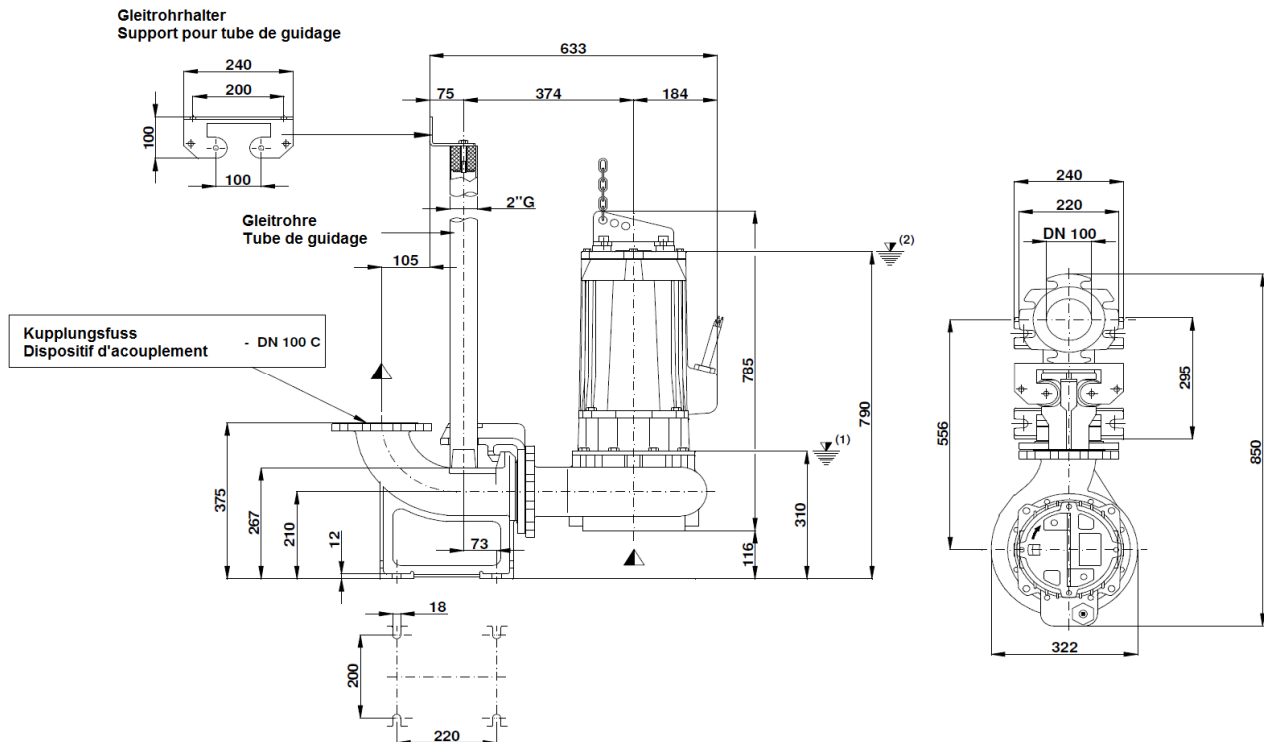 Gleitrohrhalter
Support pour tube de guidage
240
200
100
100
633
75 374 184
2"G
Gleitrohre
Tube de guidage
105
Kupplungsfuss
Dispositif d'acouplement - DN 100 C
375
267
210
12
73
18
200
220
785
790
(2)
(1)
310
116
240
220
DN 100
556
295
850
322